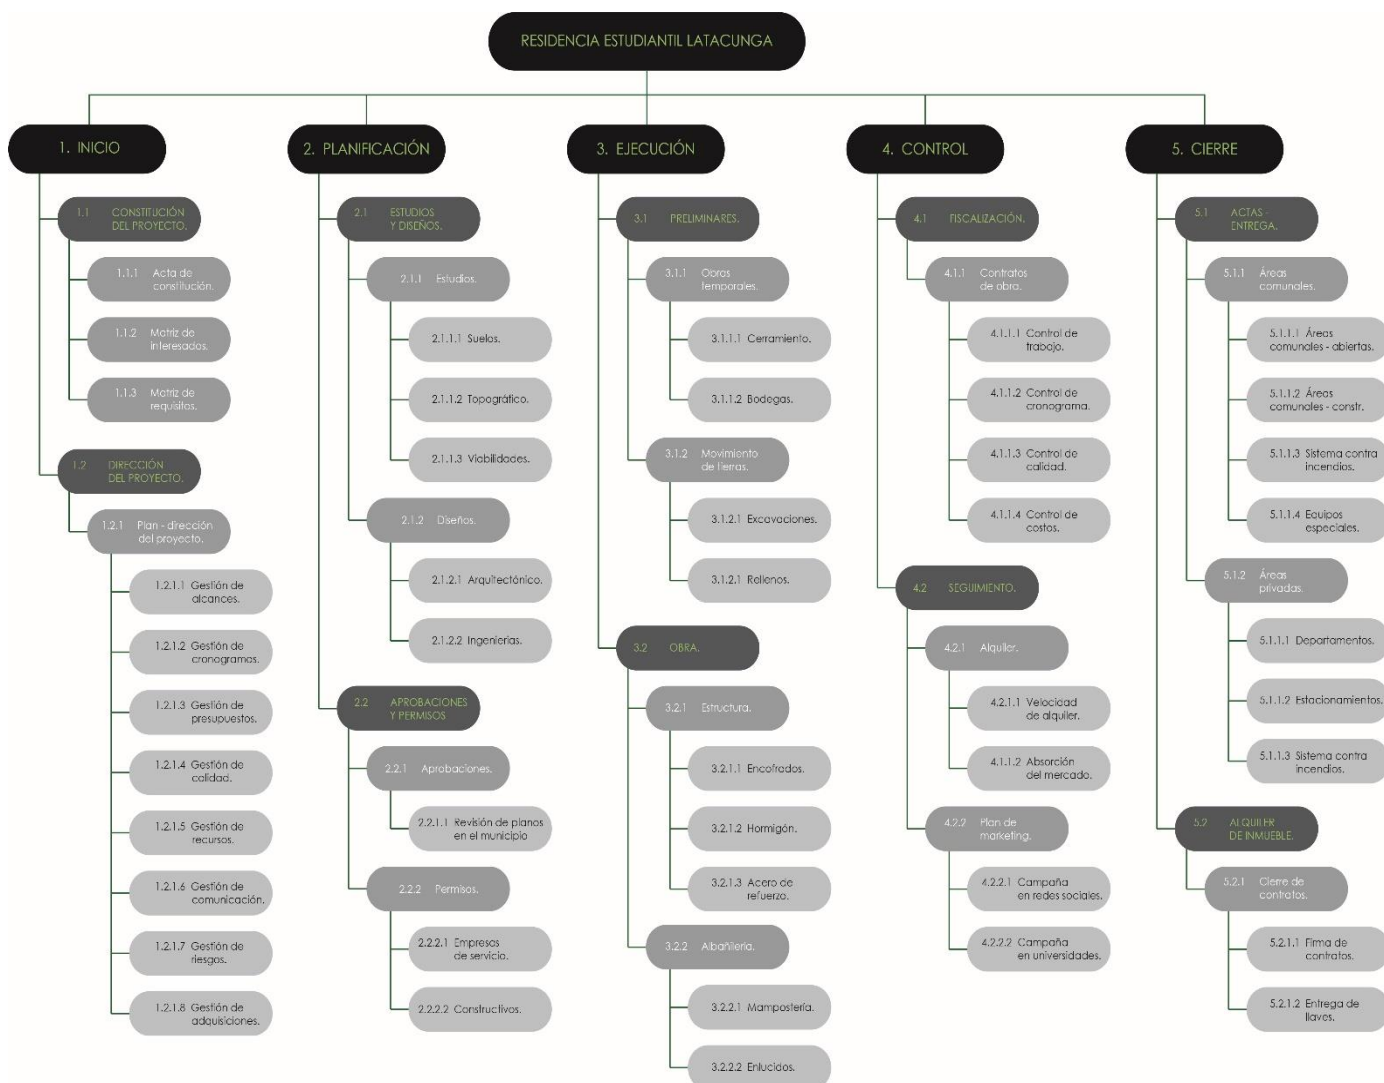 RESIDENCIA ESTUDIANTIL LATACUNGA
1. INICIO
1.1 CONSTITUCIÓN
DEL PROYECTO.
1.1.1 Acta de
constitución.
1.1.2 Matriz de
interesados.
1.1.3 Matriz de
requisitos.
1.2 DIRECCIÓN
DEL PROYECTO.
1.2.1 Plan - dirección
del proyecto.
1.2.1.1 Gestión de
alcances.
1.2.1.2 Gestión de
cronogramas.
1.2.1.3 Gestión de
presupuestos.
1.2.1.4 Gestión de
calidad.
1.2.1.5 Gestión de
recursos.
1.2.1.6 Gestión de
comunicación.
1.2.1.7 Gestión de
riesgos.
1.2.1.8 Gestión de
adquisiciones.
2. PLANIFICACIÓN
2.1 ESTUDIOS
Y DISEÑOS.
2.1.1 Estudios.
2.1.1.1 Suelos.
2.1.1.2 Topográfico.
2.1.1.3 Viabilidades.
2.1.2 Diseños.
2.1.2.1 Arquitectónico.
2.1.2.2 Ingenierías.
2.2 APROBACIONES
Y PERMISOS
2.2.1 Aprobaciones.
2.2.1.1 Revisión de planos
en el municipio
2.2.2 Permisos.
2.2.2.1 Empresas
de servicio.
2.2.2.2 Constructivos.
3. EJECUCIÓN
3.1 PRELIMINARES.
3.1.1 Obras
temporales.
3.1.1.1 Cerramiento.
3.1.1.2 Bodegas.
3.1.2 Movimiento
de tierras.
3.1.2.1 Excavaciones.
3.1.2.1 Rellenos.
3.2 OBRA.
3.2.1 Estructura.
3.2.1.1 Encofrados.
3.2.1.2 Hormigón.
3.2.1.3 Acero de
refuerzo.
3.2.2 Albañilería.
3.2.2.1 Mampostería.
3.2.2.2 Enlucidos.
4. CONTROL
4.1 FISCALIZACIÓN.
4.1.1 Contratos
de obra.
4.1.1.1 Control de
trabajo.
4.1.1.2 Control de
cronograma.
4.1.1.3 Control de
calidad.
4.1.1.4 Control de
costos.
4.2 SEGUIMIENTO.
4.2.1 Alquiler.
4.2.1.1 Velocidad
de alquiler.
4.1.1.2 Absorción
del mercado.
4.2.2 Plan de
marketing.
4.2.2.1 Campaña
en redes sociales.
4.2.2.2 Campaña
en universidades.
5. CIERRE
5.1 ACTAS -
ENTREGA.
5.1.1 Áreas
comunales.
5.1.1.1 Áreas
comunales - abiertas.
5.1.1.2 Áreas
comunales - constr.
5.1.1.3 Sistema contra
incendios.
5.1.1.4 Equipos
especiales.
5.1.2 Áreas
privadas.
5.1.1.1 Departamentos.
5.1.1.2 Estacionamientos.
5.1.1.3 Sistema contra
incendios.
5.2 ALQUILER
DE INMUEBLE.
5.2.1 Cierre de
contratos.
5.2.1.1 Firma de
contratos.
5.2.1.2 Entrega de
llaves.